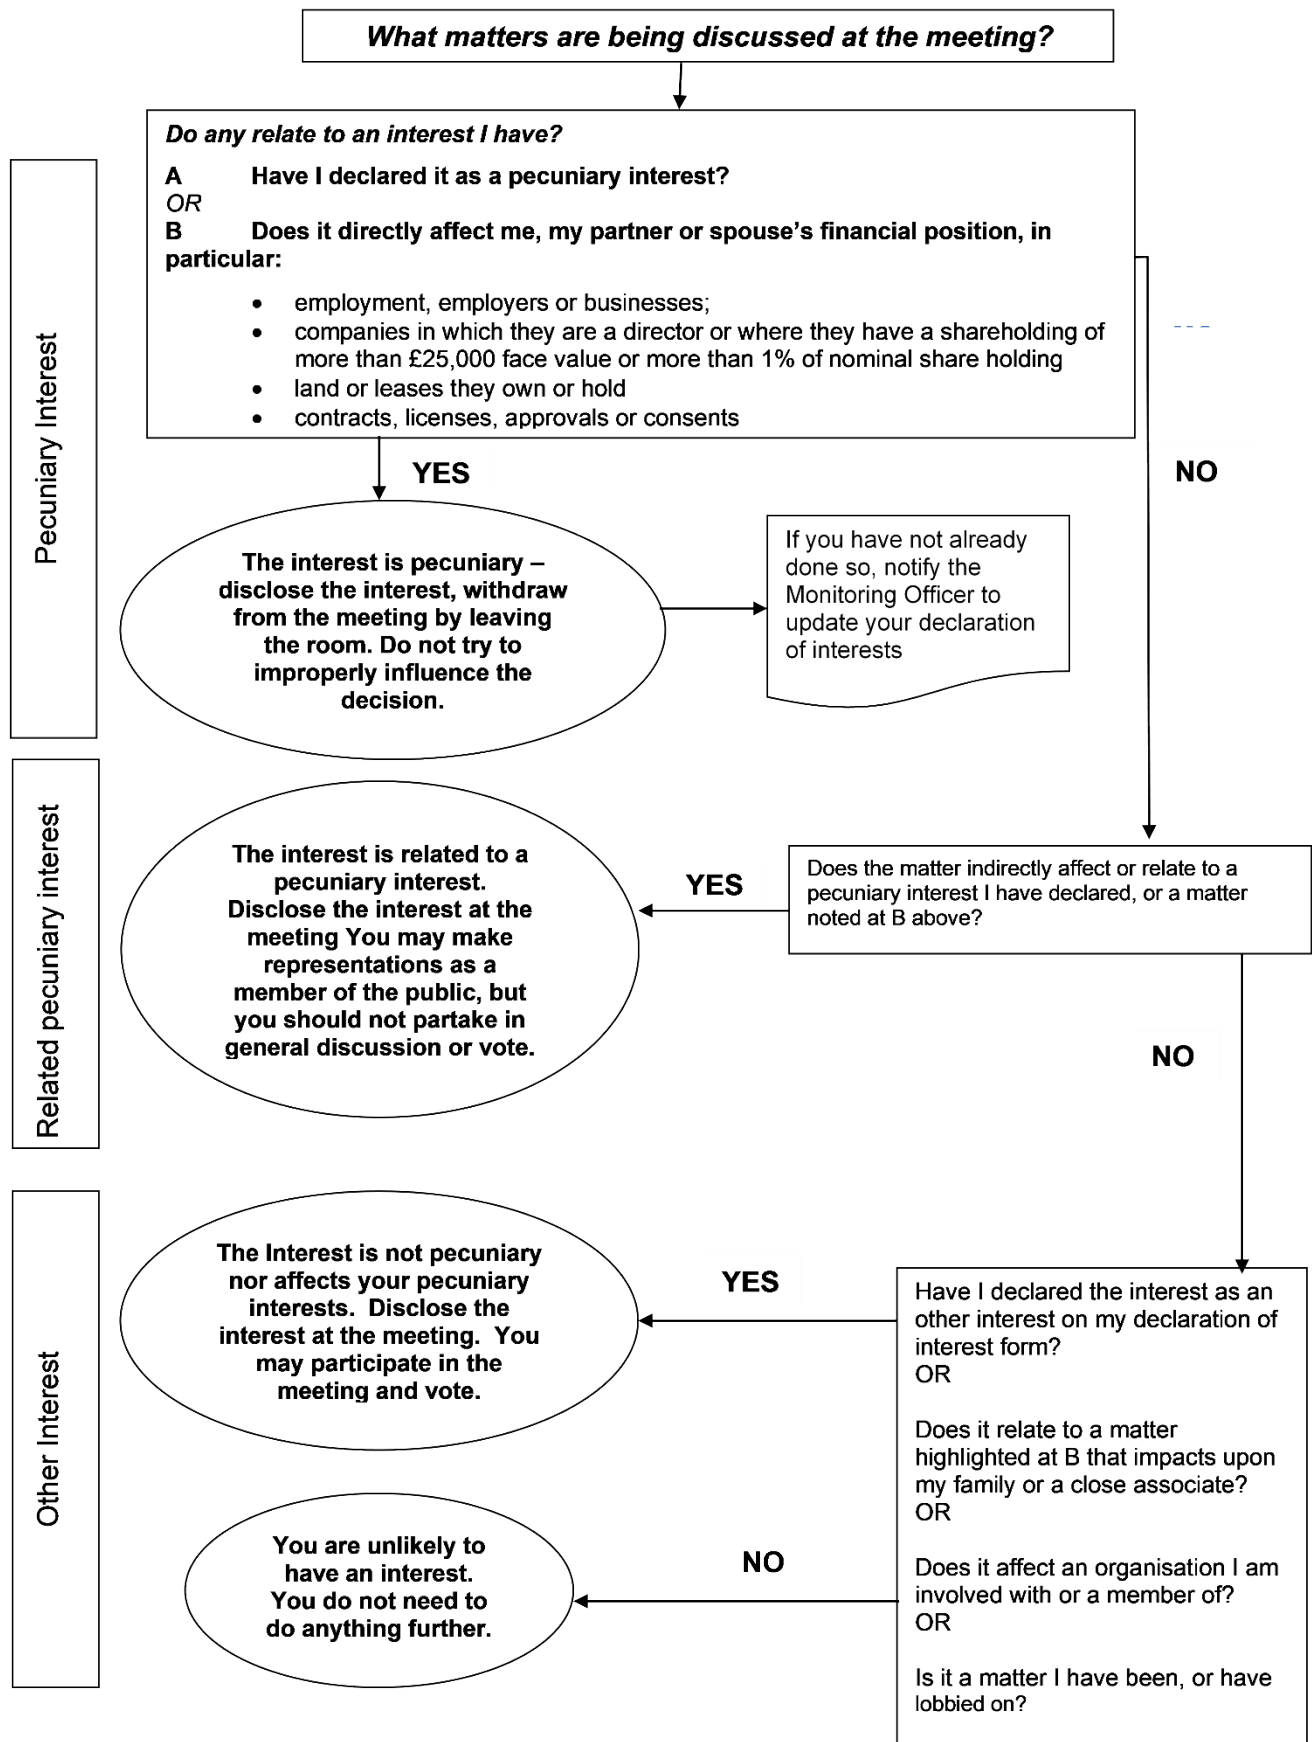 What matters are being discussed at the meeting?
Do any relate to an interest I have?
A Have I declared it as a pecuniary interest?
OR
B Does it directly affect me, my partner or spouse's financial position, in
particular:
• employment, employers or businesses;
• companies in which they are a director or where they have a shareholding of
more than £25,000 face value or more than 1% of nominal share holding
• land or leases they own or hold
• contracts, licenses, approvals or consents
Pecuniary Interest
YES
NO
The interest is pecuniary –
disclose the interest, withdraw
from the meeting by leaving
the room. Do not try to
improperly influence the
decision.
If you have not already
done so, notify the
Monitoring Officer to
update your declaration
of interests
Related pecuniary interest
The interest is related to a
pecuniary interest.
Disclose the interest at the
meeting You may make
representations as a
member of the public, but
you should not partake in
general discussion or vote.
YES
Does the matter indirectly affect or relate to a
pecuniary interest I have declared, or a matter
noted at B above?
NO
Other Interest
The Interest is not pecuniary
nor affects your pecuniary
interests. Disclose the
interest at the meeting. You
may participate in the
meeting and vote.
YES
Have I declared the interest as an
other interest on my declaration of
interest form?
OR
Does it relate to a matter
highlighted at B that impacts upon
my family or a close associate?
OR
Does it affect an organisation I am
involved with or a member of?
OR
Is it a matter I have been, or have
lobbied on?
NO
You are unlikely to
have an interest.
You do not need to
do anything further.